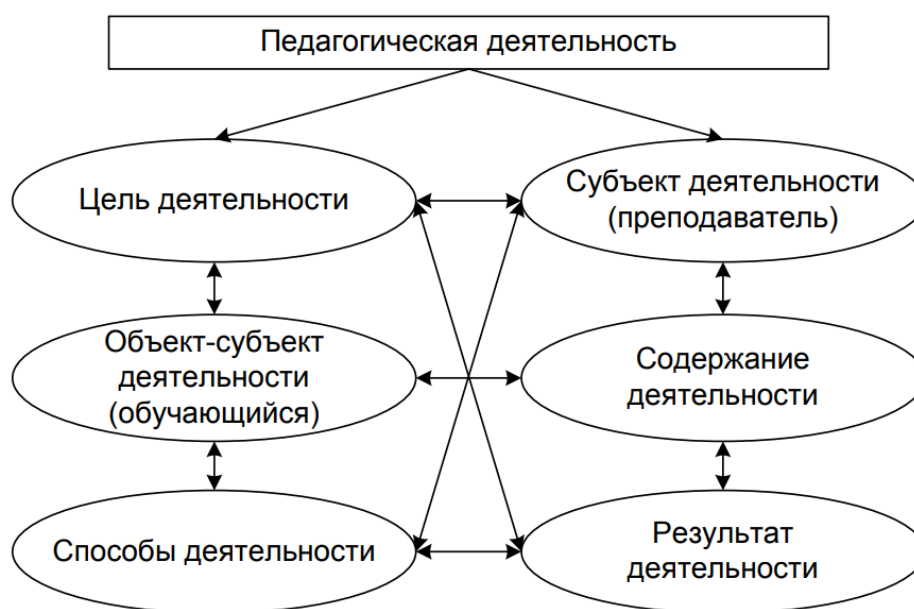 Педагогическая деятельность
Цель деятельности
Субъект деятельности
(преподаватель)
Объект-субъект
деятельности
(обучающийся)
Содержание
деятельности
Способы деятельности
Результат
деятельности